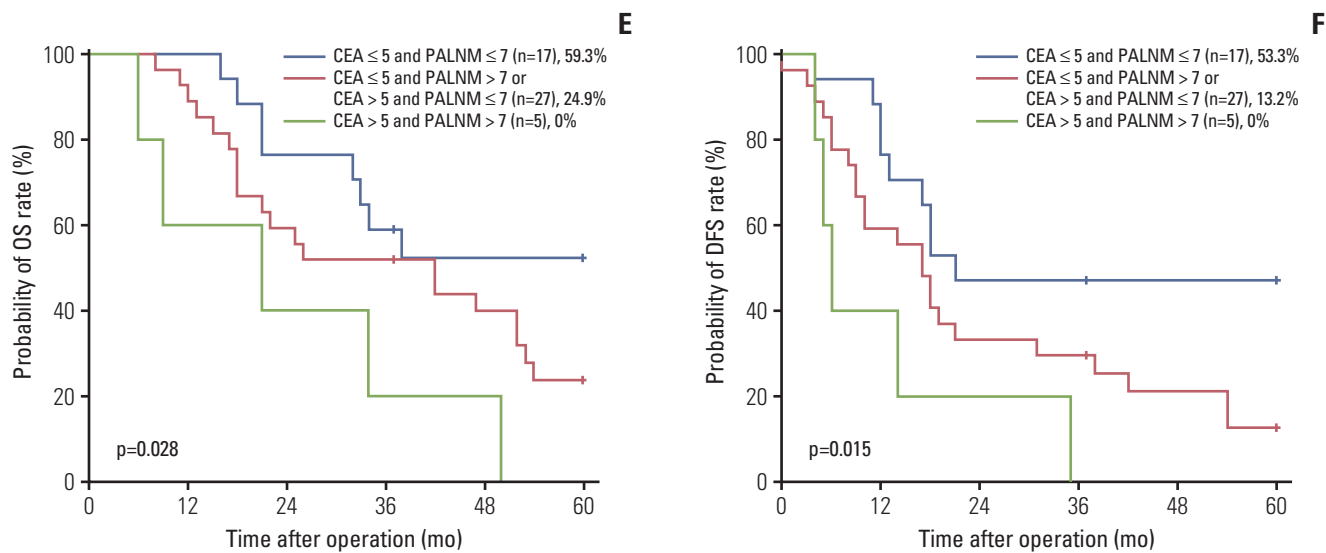 E
CEA ≤ 5 and PALNM ≤ 7 (n=17), 59.3%
CEA ≤ 5 and PALNM > 7 or
CEA > 5 and PALNM ≤ 7 (n=27), 24.9%
CEA > 5 and PALNM > 7 (n=5), 0%
Probability of OS rate (%)
100
80
60
40
20
0
p=0.028
0 12 24 36 48 60
Time after operation (mo)
F
CEA ≤ 5 and PALNM ≤ 7 (n=17), 53.3%
CEA ≤ 5 and PALNM > 7 or
CEA > 5 and PALNM ≤ 7 (n=27), 13.2%
CEA > 5 and PALNM > 7 (n=5), 0%
Probability of DFS rate (%)
100
80
60
40
20
0
p=0.015
0 12 24 36 48 60
Time after operation (mo)